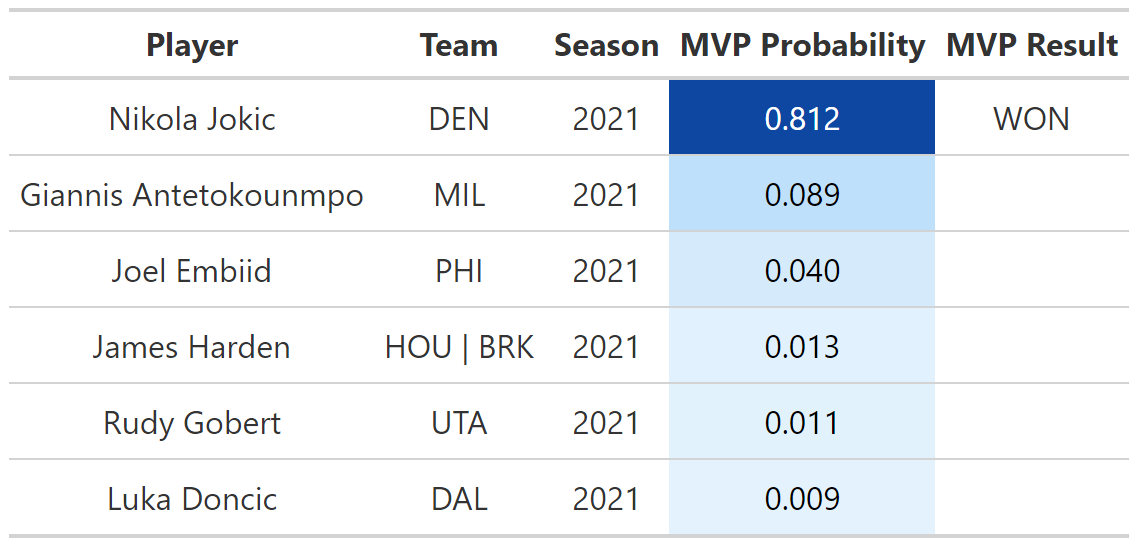 Player Team Season MVP Probability MVP Result
Nikola Jokic DEN 2021 0.812 WON
Giannis Antetokounmpo MIL 2021 0.089
Joel Embiid PHI 2021 0.040
James Harden HOU | BRK 2021 0.013
Rudy Gobert UTA 2021 0.011
Luka Doncic DAL 2021 0.009